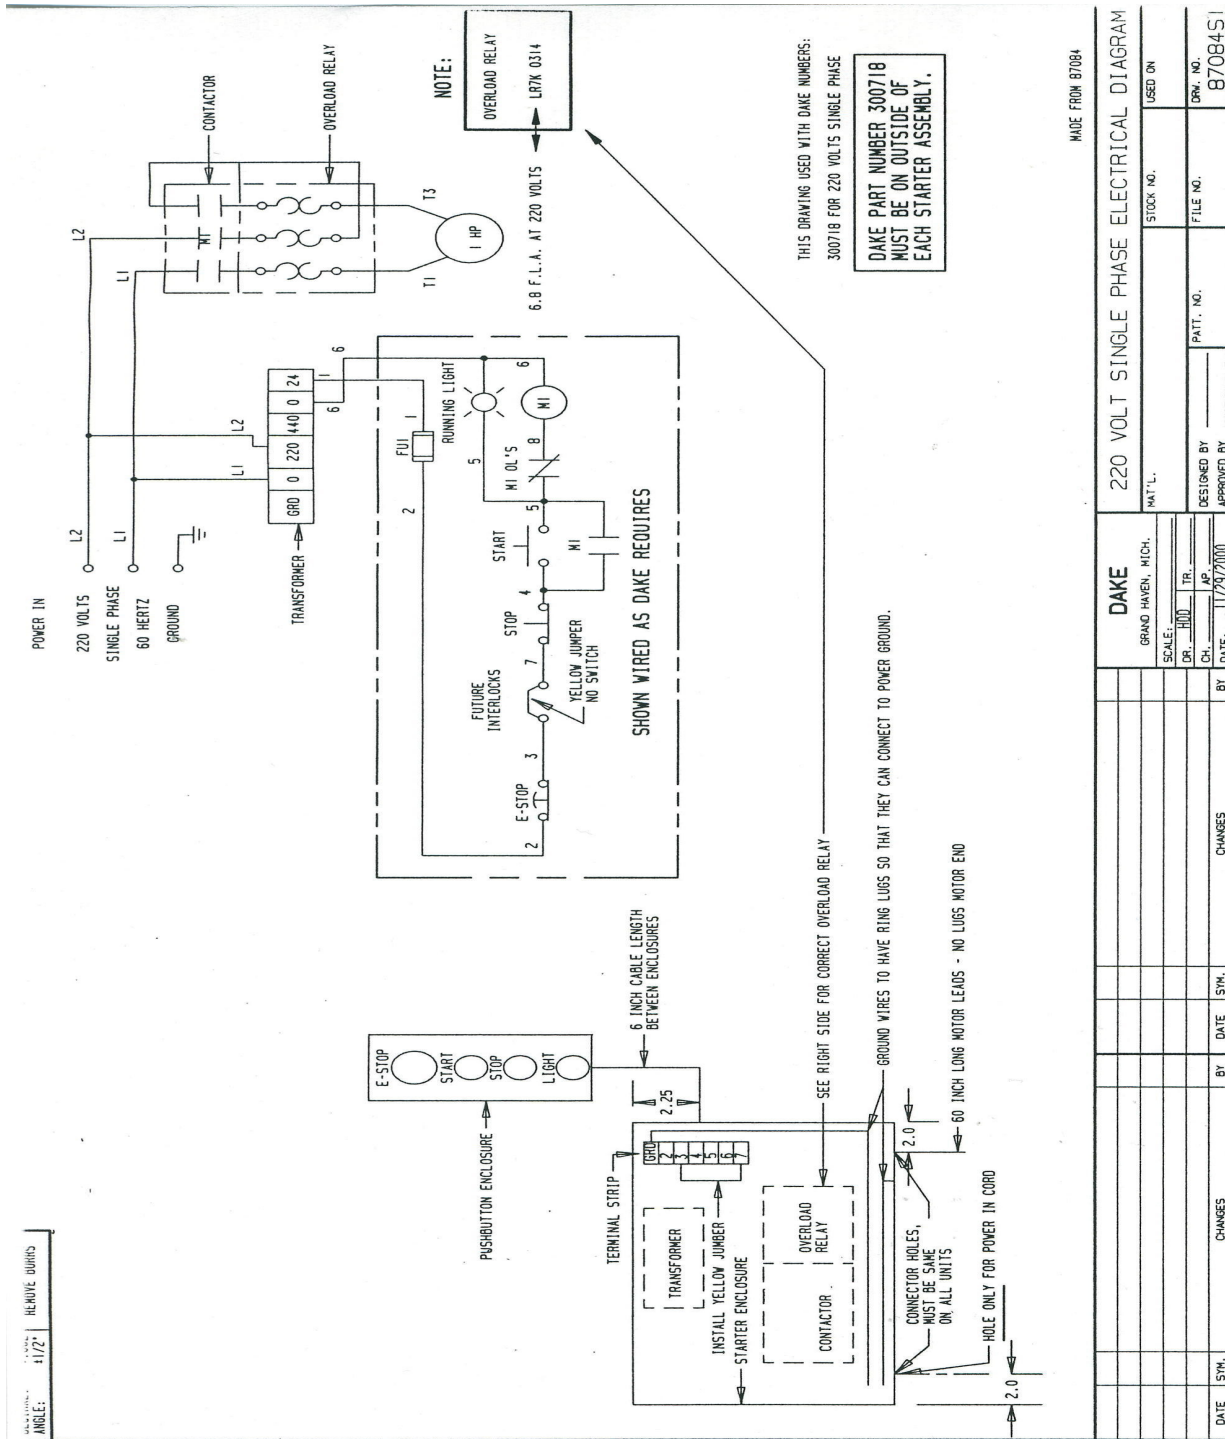 POWER IN
220 VOLTS
SINGLE PHASE
60 HERTZ
GROUND
L2
L1
L2
L1
L2
L1
CONTACTOR
OVERLOAD RELAY
M1
T1
T3
1 HP
TRANSFORMER
GRD
0
220
440
0
24
1
6
6
NOTE:
OVERLOAD RELAY
LR7K 0314
6.8 F.L.A. AT 220 VOLTS
FU1
1
2
RUNNING LIGHT
5
6
M1
8
M1 OL'S
5
START
M1
4
STOP
7
FUTURE
INTERLOCKS
YELLOW JUMPER
NO SWITCH
3
E-STOP
2
SHOWN WIRED AS DAKE REQUIRES
THIS DRAWING USED WITH DAKE NUMBERS:
300718 FOR 220 VOLTS SINGLE PHASE
DAKE PART NUMBER 300718
MUST BE ON OUTSIDE OF
EACH STARTER ASSEMBLY.
MADE FROM 87084
E-STOP
START
STOP
LIGHT
PUSHBUTTON ENCLOSURE
6 INCH CABLE LENGTH
BETWEEN ENCLOSURES
2.25
TERMINAL STRIP
GRD
2
3
4
5
6
7
TRANSFORMER
INSTALL YELLOW JUMBER
STARTER ENCLOSURE
OVERLOAD
RELAY
CONTACTOR
SEE RIGHT SIDE FOR CORRECT OVERLOAD RELAY
GROUND WIRES TO HAVE RING LUGS SO THAT THEY CAN CONNECT TO POWER GROUND.
2.0
60 INCH LONG MOTOR LEADS - NO LUGS MOTOR END
CONNECTOR HOLES,
MUST BE SAME
ON ALL UNITS
HOLE ONLY FOR POWER IN CORD
2.0
ANGLE: ±1/2° REMOVE BURRS
DATE SYM. CHANGES BY DATE SYM. CHANGES BY
DAKE
GRAND HAVEN, MICH.
SCALE:
DR. HDD TR.
CH. AP.
DATE 11/29/2000
220 VOLT SINGLE PHASE ELECTRICAL DIAGRAM
MAT'L.
STOCK NO.
USED ON
DESIGNED BY
APPROVED BY
PATT. NO.
FILE NO.
DRW. NO.
87084S1